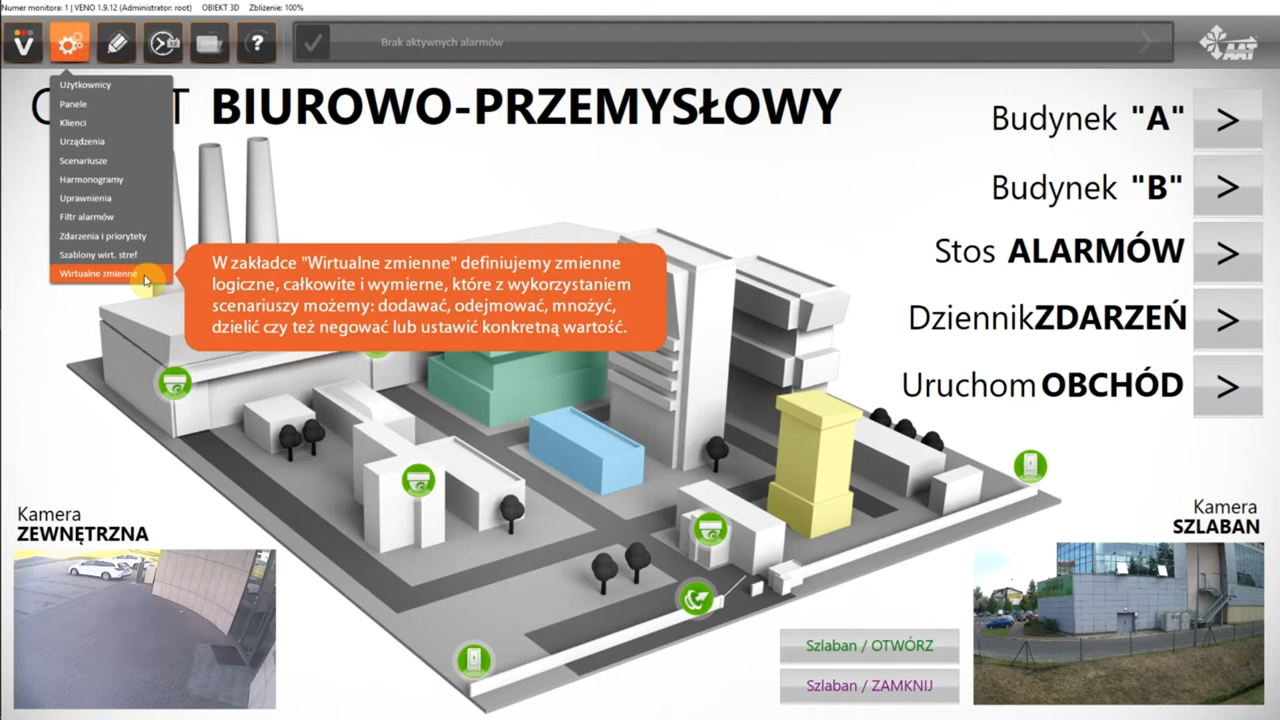 Numer monitora: 1 | VENO 1.9.12 (Administrator: root) OBIEKT 3D Zbliżenie: 100%
Brak aktywnych alarmów
AAT
Użytkownicy
Panele
Klienci
Urządzenia
Scenariusze
Harmonogramy
Uprawnienia
Filtr alarmów
Zdarzenia i priorytety
Szablony wirt. stref
Wirtualne zmienne
BIUROWO-PRZEMYSŁOWY
W zakładce "Wirtualne zmienne" definiujemy zmienne
logiczne, całkowite i wymierne, które z wykorzystaniem
scenariuszy możemy: dodawać, odejmować, mnożyć,
dzielić czy też negować lub ustawić konkretną wartość.
Budynek "A" >
Budynek "B" >
Stos ALARMÓW >
Dziennik ZDARZEŃ >
Uruchom OBCHÓD >
Kamera
ZEWNĘTRZNA
Kamera
SZLABAN
Szlaban / OTWÓRZ
Szlaban / ZAMKNIJ